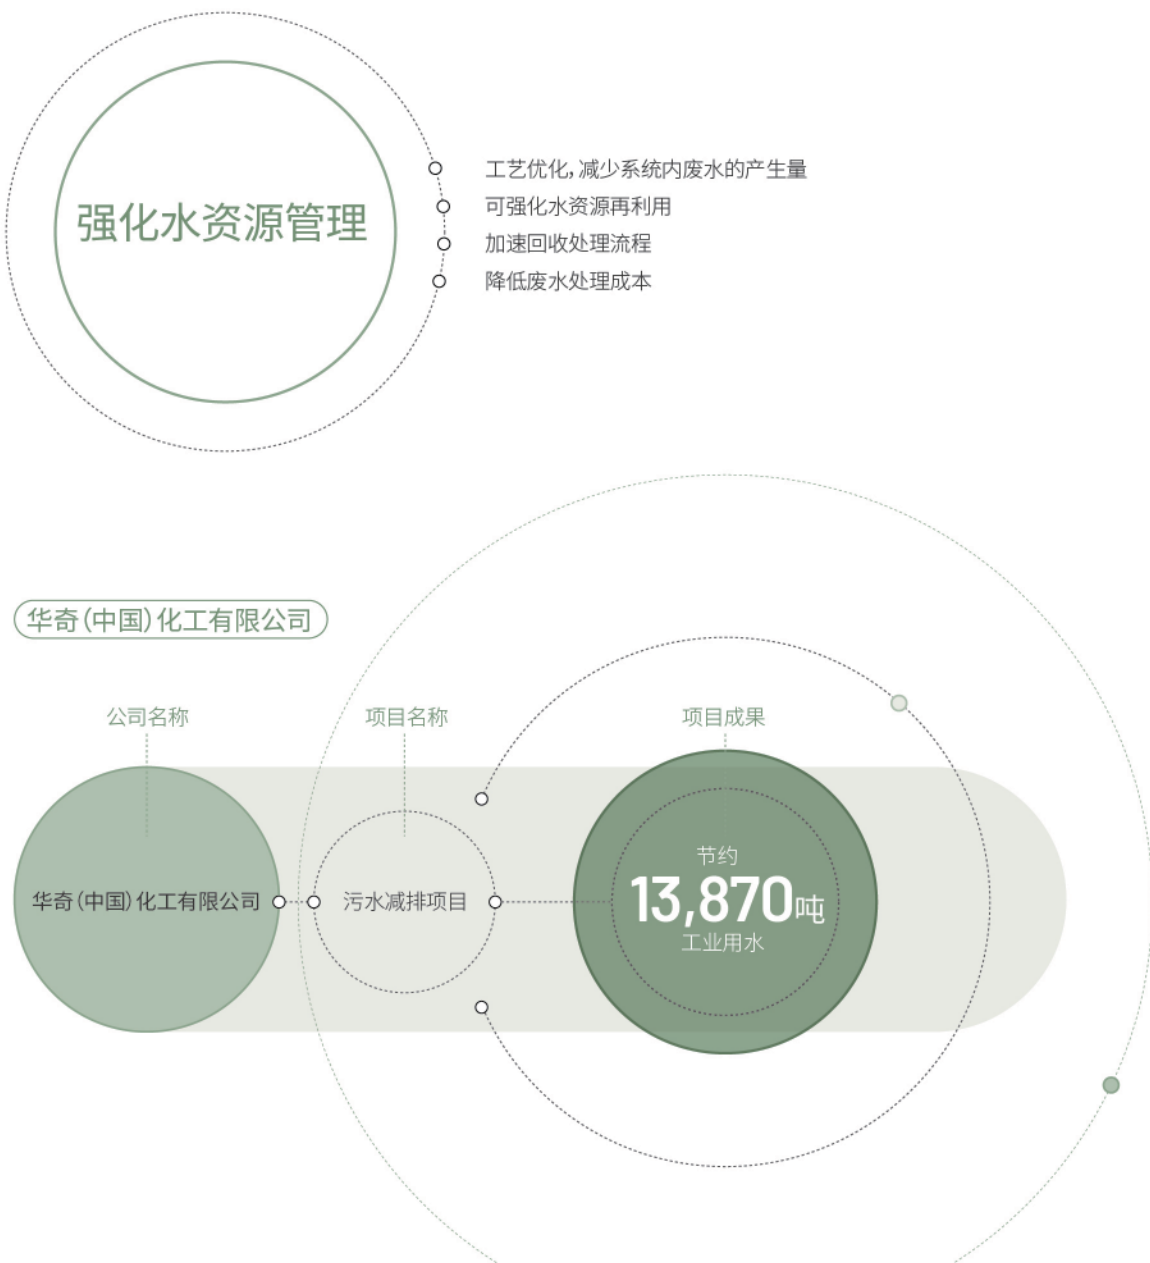 强化水资源管理
工艺优化，减少系统内废水的产生量
可强化水资源再利用
加速回收处理流程
降低废水处理成本
华奇（中国）化工有限公司
公司名称
项目名称
项目成果
华奇（中国）化工有限公司
污水减排项目
节约
13,870吨
工业用水